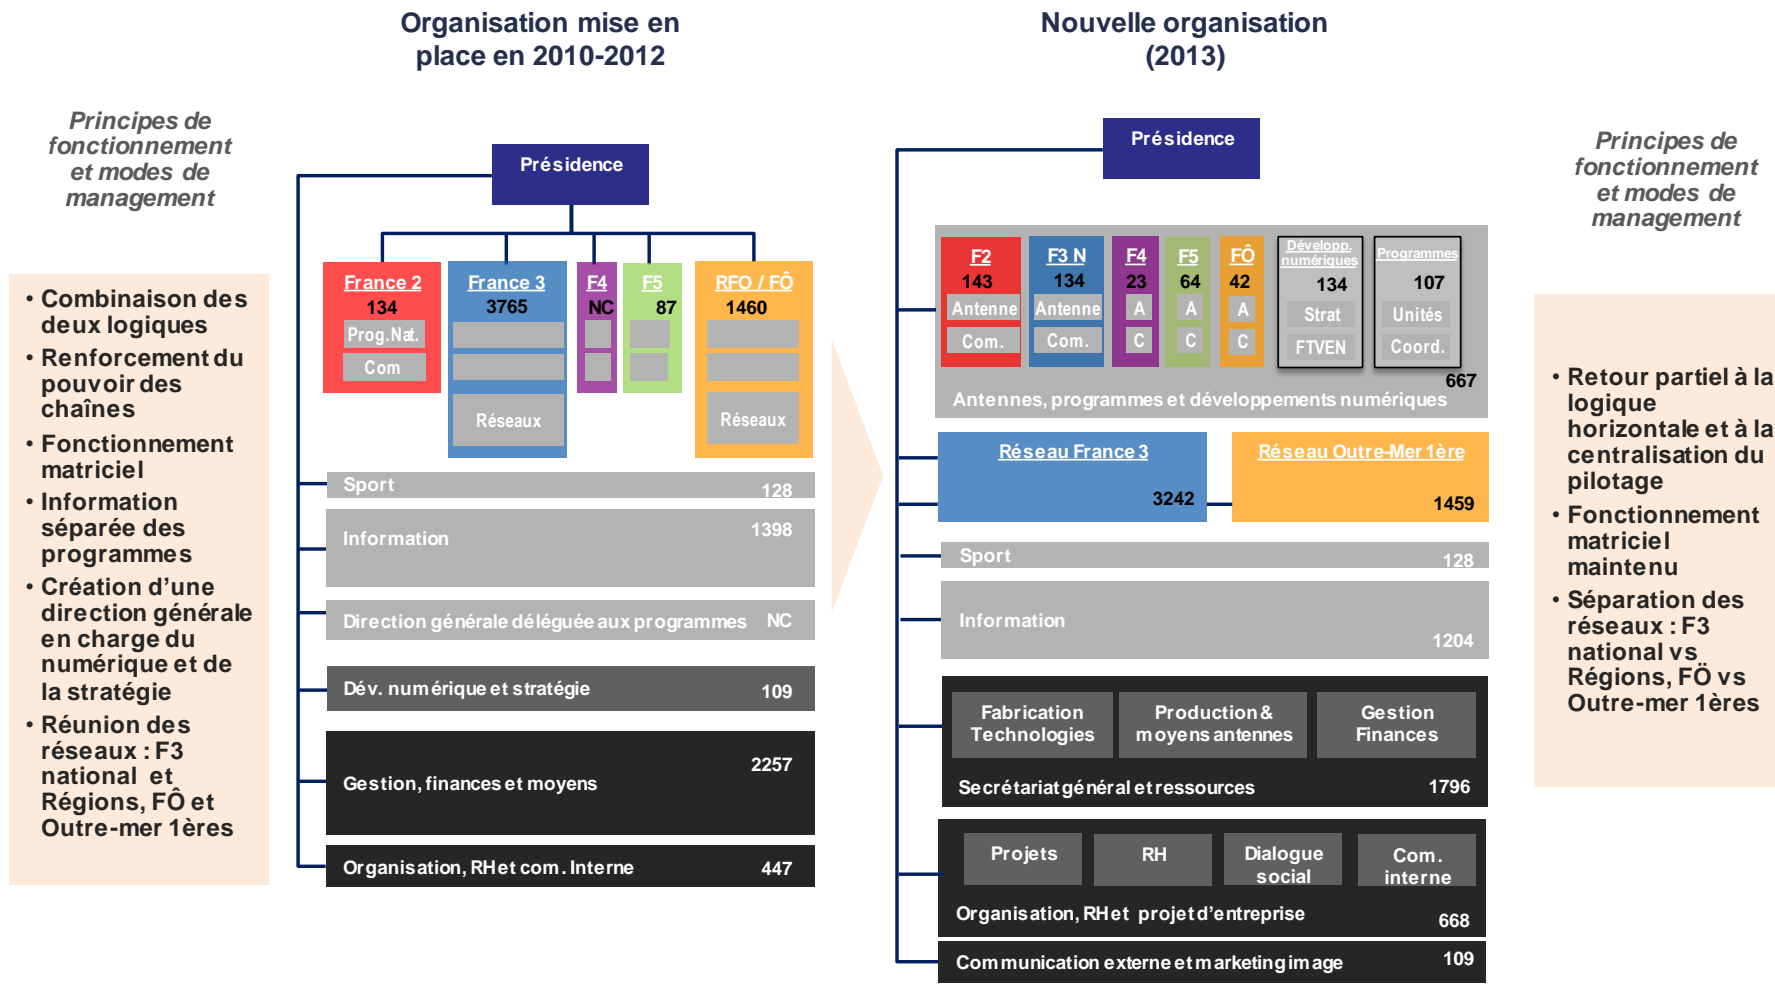 Organisation mise en
place en 2010-2012
Nouvelle organisation
(2013)
Principes de
fonctionnement
et modes de
management
• Combinaison des
deux logiques
• Renforcement du
pouvoir des
chaînes
• Fonctionnement
matriciel
• Information
séparée des
programmes
• Création d'une
direction générale
en charge du
numérique et de
la stratégie
• Réunion des
réseaux : F3
national et
Régions, FÔ et
Outre-mer 1ères
Présidence
France 2
134
Prog.Nat.
Com
France 3
3765
Réseaux
F4
NC
F5
87
RFO / FÔ
1460
Réseaux
Sport
128
Information
1398
Direction générale déléguée aux programmes
NC
Dév. numérique et stratégie
109
Gestion, finances et moyens
2257
Organisation, RH et com. Interne
447
Présidence
F2
143
Antenne
Com.
F3 N
134
Antenne
Com.
F4
23
A
C
F5
64
A
C
FÔ
42
A
C
Développ.
numériques
134
Strat
FTVEN
Programmes
107
Unités
Coord.
667
Antennes, programmes et développements numériques
Réseau France 3
3242
Réseau Outre-Mer 1ère
1459
Sport
128
Information
1204
Fabrication
Technologies
Production &
moyens antennes
Gestion
Finances
Secrétariat général et ressources
1796
Projets
RH
Dialogue
social
Com.
interne
Organisation, RH et projet d'entreprise
668
Communication externe et marketing image
109
Principes de
fonctionnement
et modes de
management
• Retour partiel à la
logique
horizontale et à la
centralisation du
pilotage
• Fonctionnement
matriciel
maintenu
• Séparation des
réseaux : F3
national vs
Régions, FÖ vs
Outre-mer 1ères